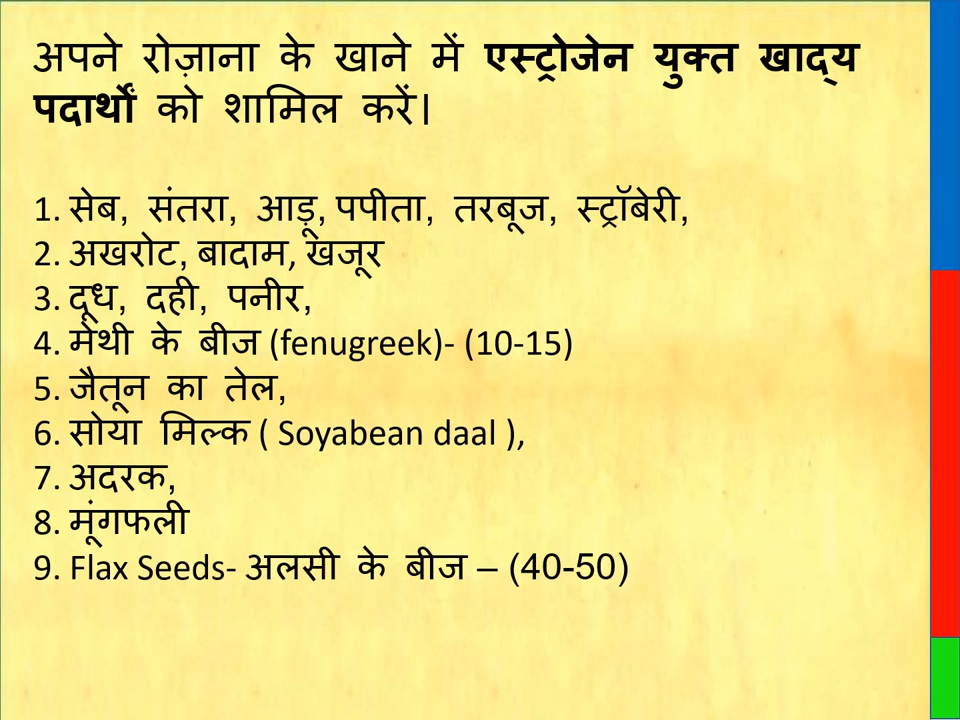 अपने रोज़ाना के खाने में एस्ट्रोजेन युक्त खाद्य
पदार्थों को शामिल करें।
1. सेब, संतरा, आड़ू, पपीता, तरबूज, स्ट्रॉबेरी,
2. अखरोट, बादाम, खजूर
3. दूध, दही, पनीर,
4. मेथी के बीज (fenugreek)- (10-15)
5. जैतून का तेल,
6. सोया मिल्क ( Soyabean daal ),
7. अदरक,
8. मूंगफली
9. Flax Seeds- अलसी के बीज – (40-50)